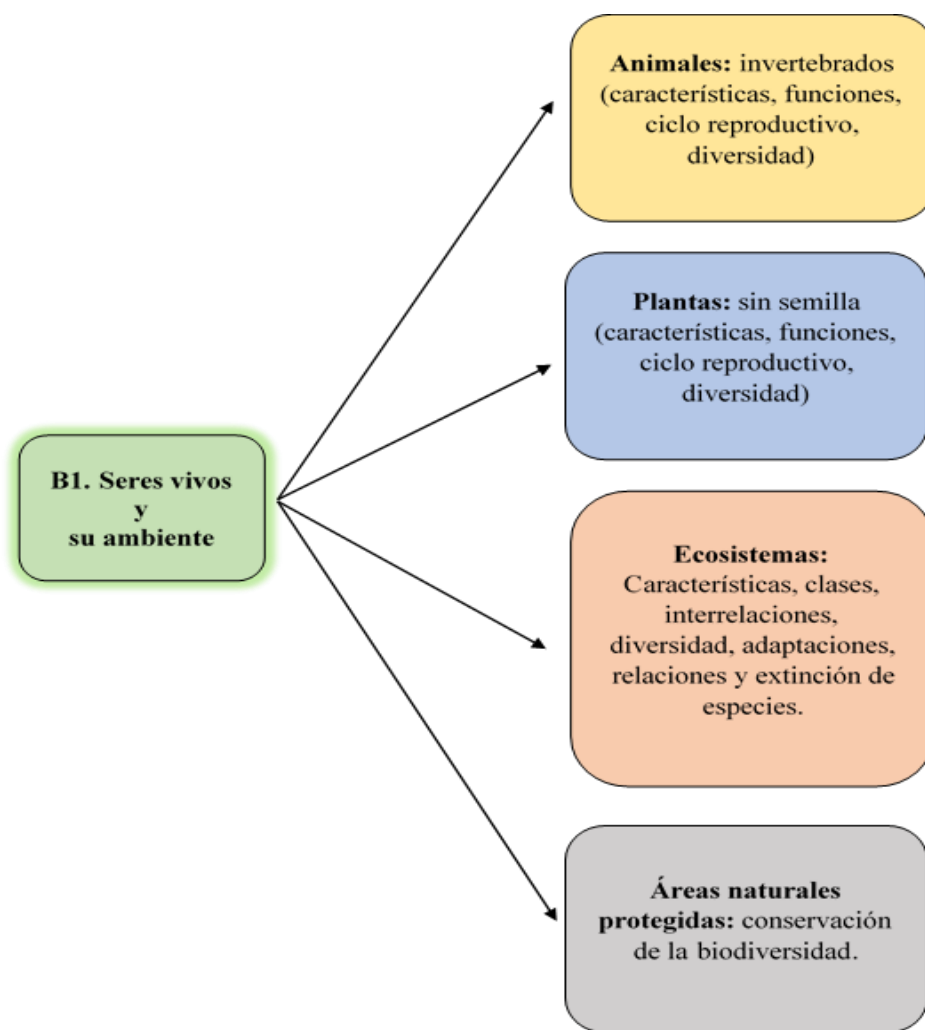 Animales: invertebrados
(características, funciones,
ciclo reproductivo,
diversidad)
Plantas: sin semilla
(características, funciones,
ciclo reproductivo,
diversidad)
B1. Seres vivos
y
su ambiente
Ecosistemas:
Características, clases,
interrelaciones,
diversidad, adaptaciones,
relaciones y extinción de
especies.
Áreas naturales
protegidas: conservación
de la biodiversidad.